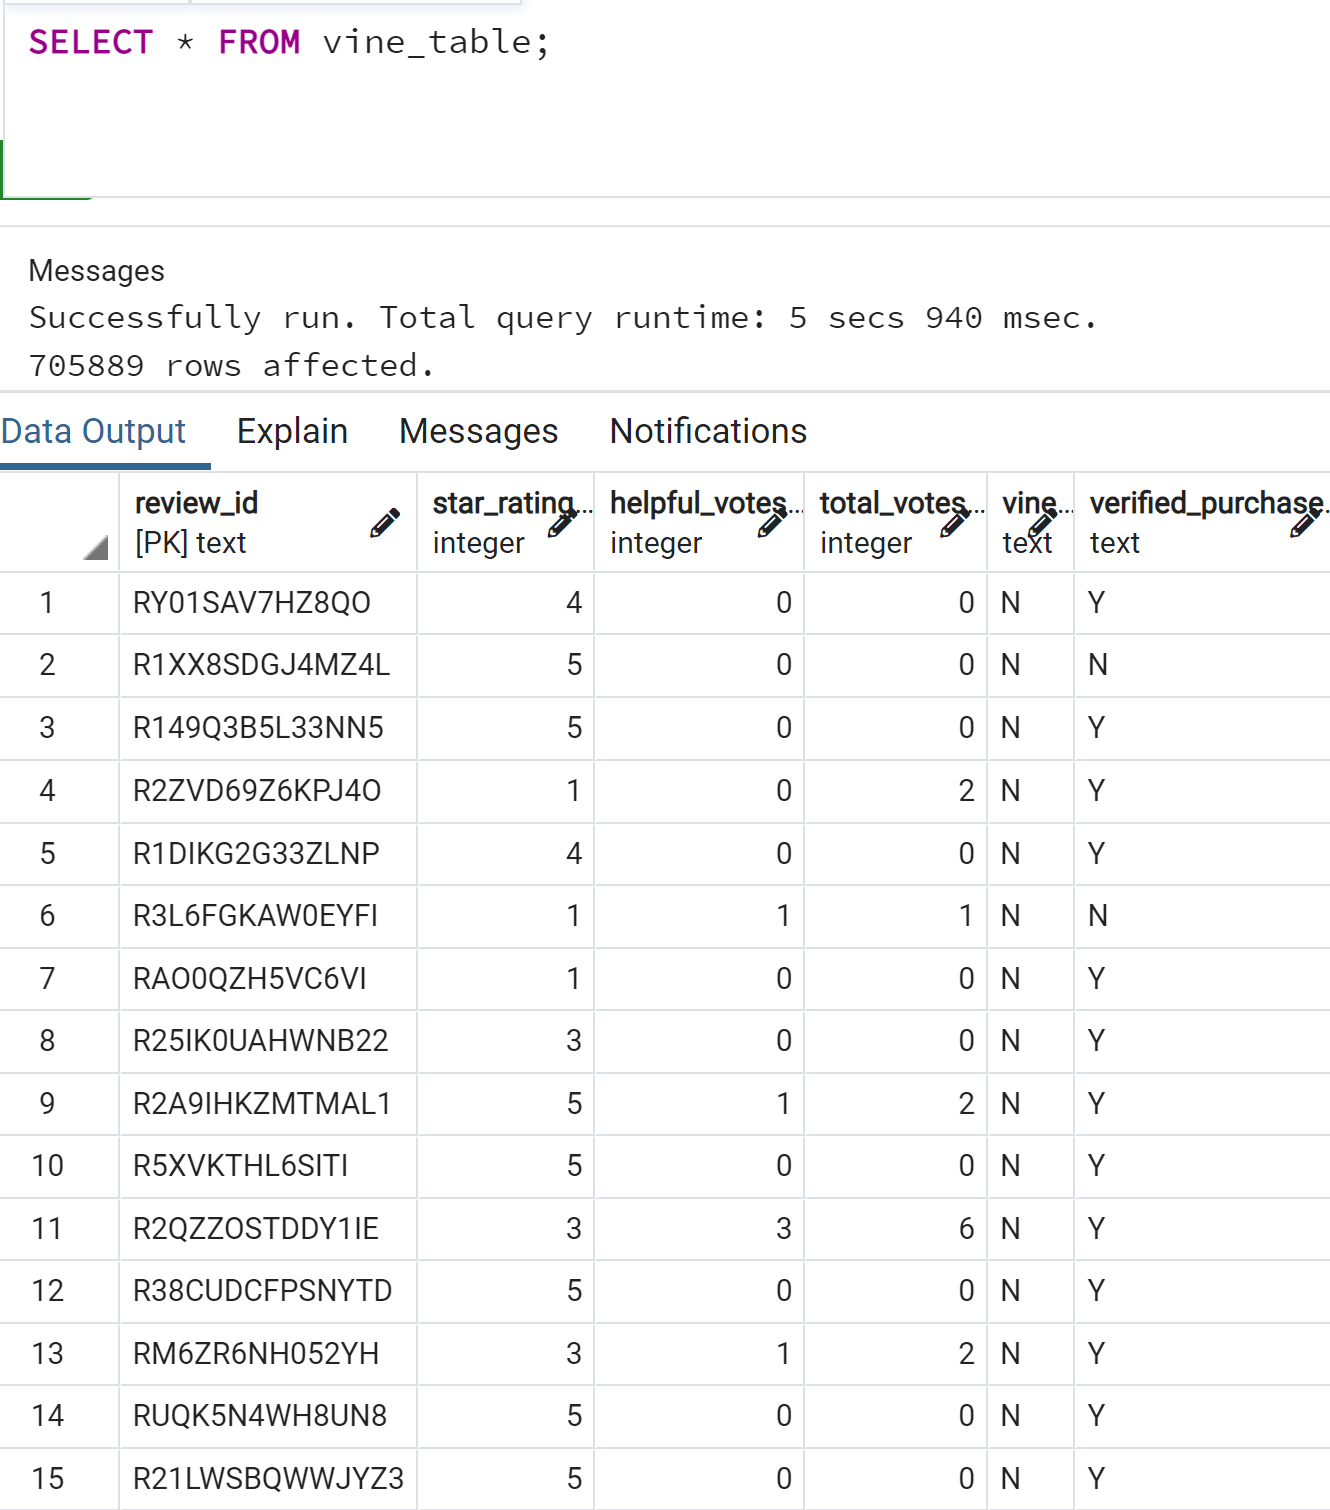 SELECT * FROM vine_table;
Messages
Successfully run. Total query runtime: 5 secs 940 msec.
705889 rows affected.
Data Output Explain Messages Notifications
review_id star_rating... helpful_votes... total_votes... vine... verified_purchase.
[PK] text integer integer integer text text
1 RY01SAV7HZ8QO 4 0 0 N Y
2 R1XX8SDGJ4MZ4L 5 0 0 N N
3 R149Q3B5L33NN5 5 0 0 N Y
4 R2ZVD69Z6KPJ4O 1 0 2 N Y
5 R1DIKG2G33ZLNP 4 0 0 N Y
6 R3L6FGKAW0EYFI 1 1 1 N N
7 RAO0QZH5VC6VI 1 0 0 N Y
8 R25IK0UAHWNB22 3 0 0 N Y
9 R2A9IHKZMTMAL1 5 1 2 N Y
10 R5XVKTHL6SITI 5 0 0 N Y
11 R2QZZOSTDDY1IE 3 3 6 N Y
12 R38CUDCFPSNYTD 5 0 0 N Y
13 RM6ZR6NH052YH 3 1 2 N Y
14 RUQK5N4WH8UN8 5 0 0 N Y
15 R21LWSBQWWJYZ3 5 0 0 N Y